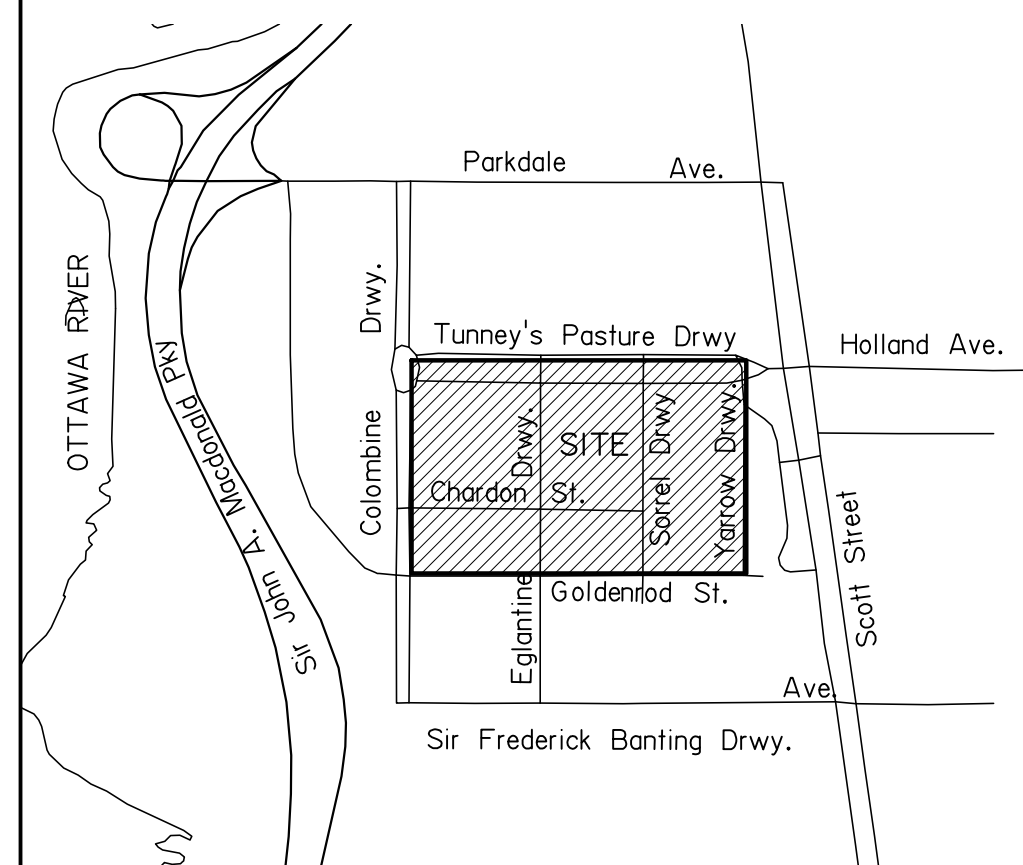 Parkdale Ave.
OTTAWA RIVER
Drwy.
Colombine
Tunney's Pasture Drwy
Holland Ave.
Sir John A. Macdonald Pky
SITE
Eglantine Drwy.
Sorrel Drwy
Yarrow Drwy.
Chardon St.
Scott Street
Goldenrod St.
Ave.
Sir Frederick Banting Drwy.